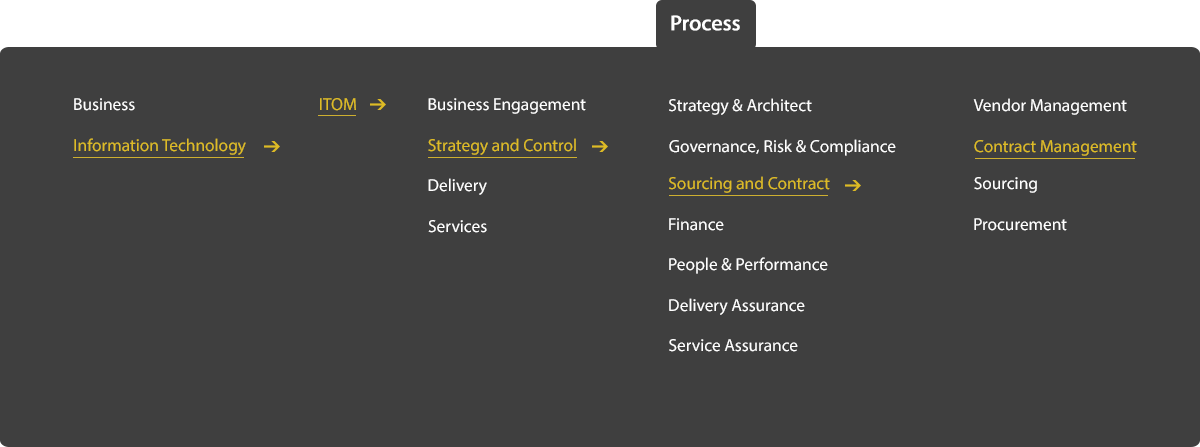 Process
Business
Information Technology
ITOM
Business Engagement
Strategy and Control
Delivery
Services
Strategy & Architect
Governance, Risk & Compliance
Sourcing and Contract
Finance
People & Performance
Delivery Assurance
Service Assurance
Vendor Management
Contract Management
Sourcing
Procurement